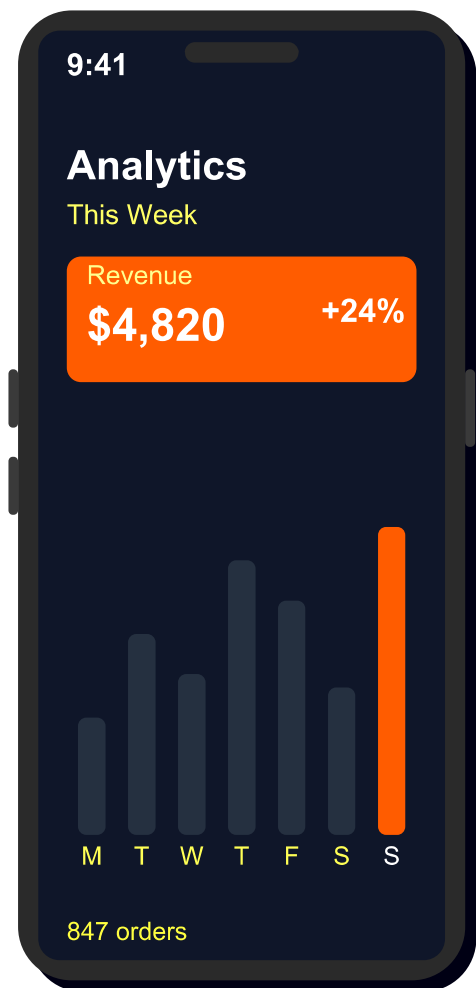 9:41
Analytics
This Week
Revenue
$4,820
+24%
M T W T F S S
847 orders